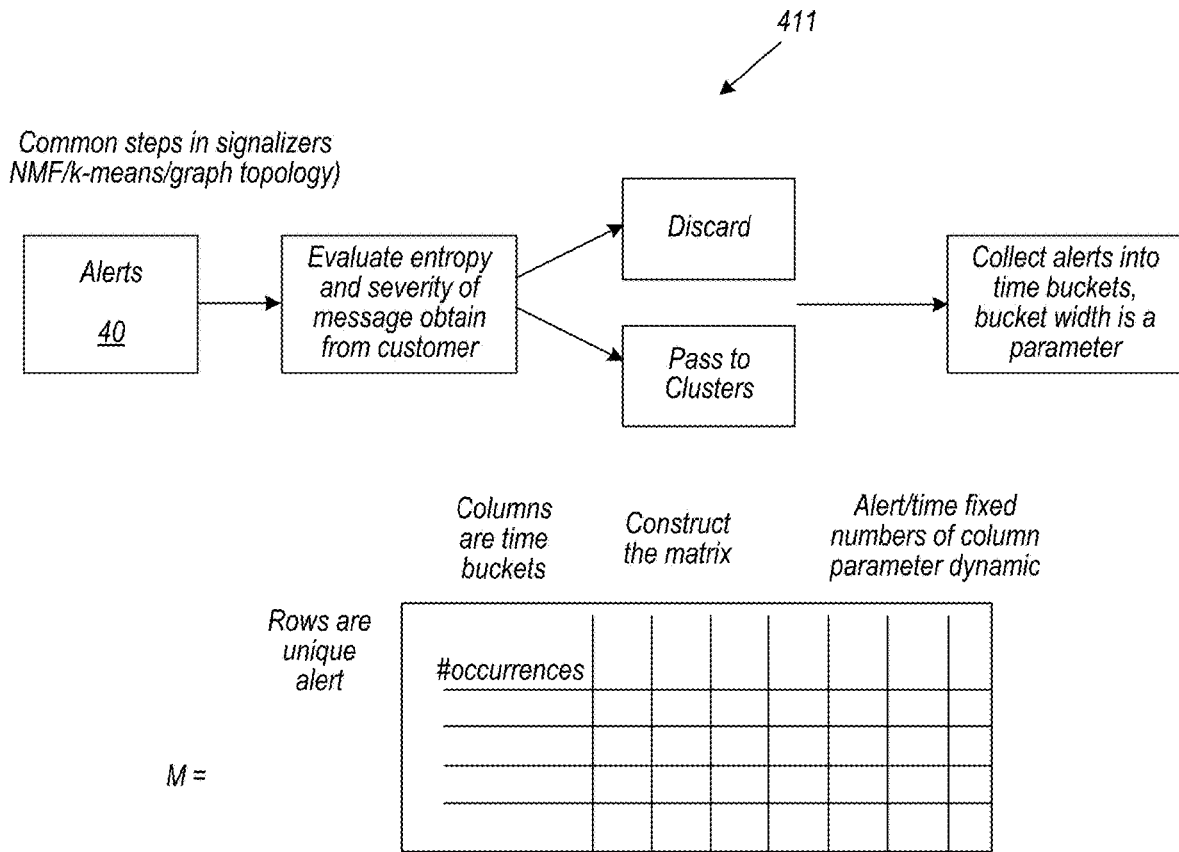 411
Common steps in signalizers
NMF/k-means/graph topology)
Alerts
40
Evaluate entropy
and severity of
message obtain
from customer
Discard
Pass to
Clusters
Collect alerts into
time buckets,
bucket width is a
parameter
Columns
are time
buckets
Construct
the matrix
Alert/time fixed
numbers of column
parameter dynamic
Rows are
unique
alert
#occurrences
M =